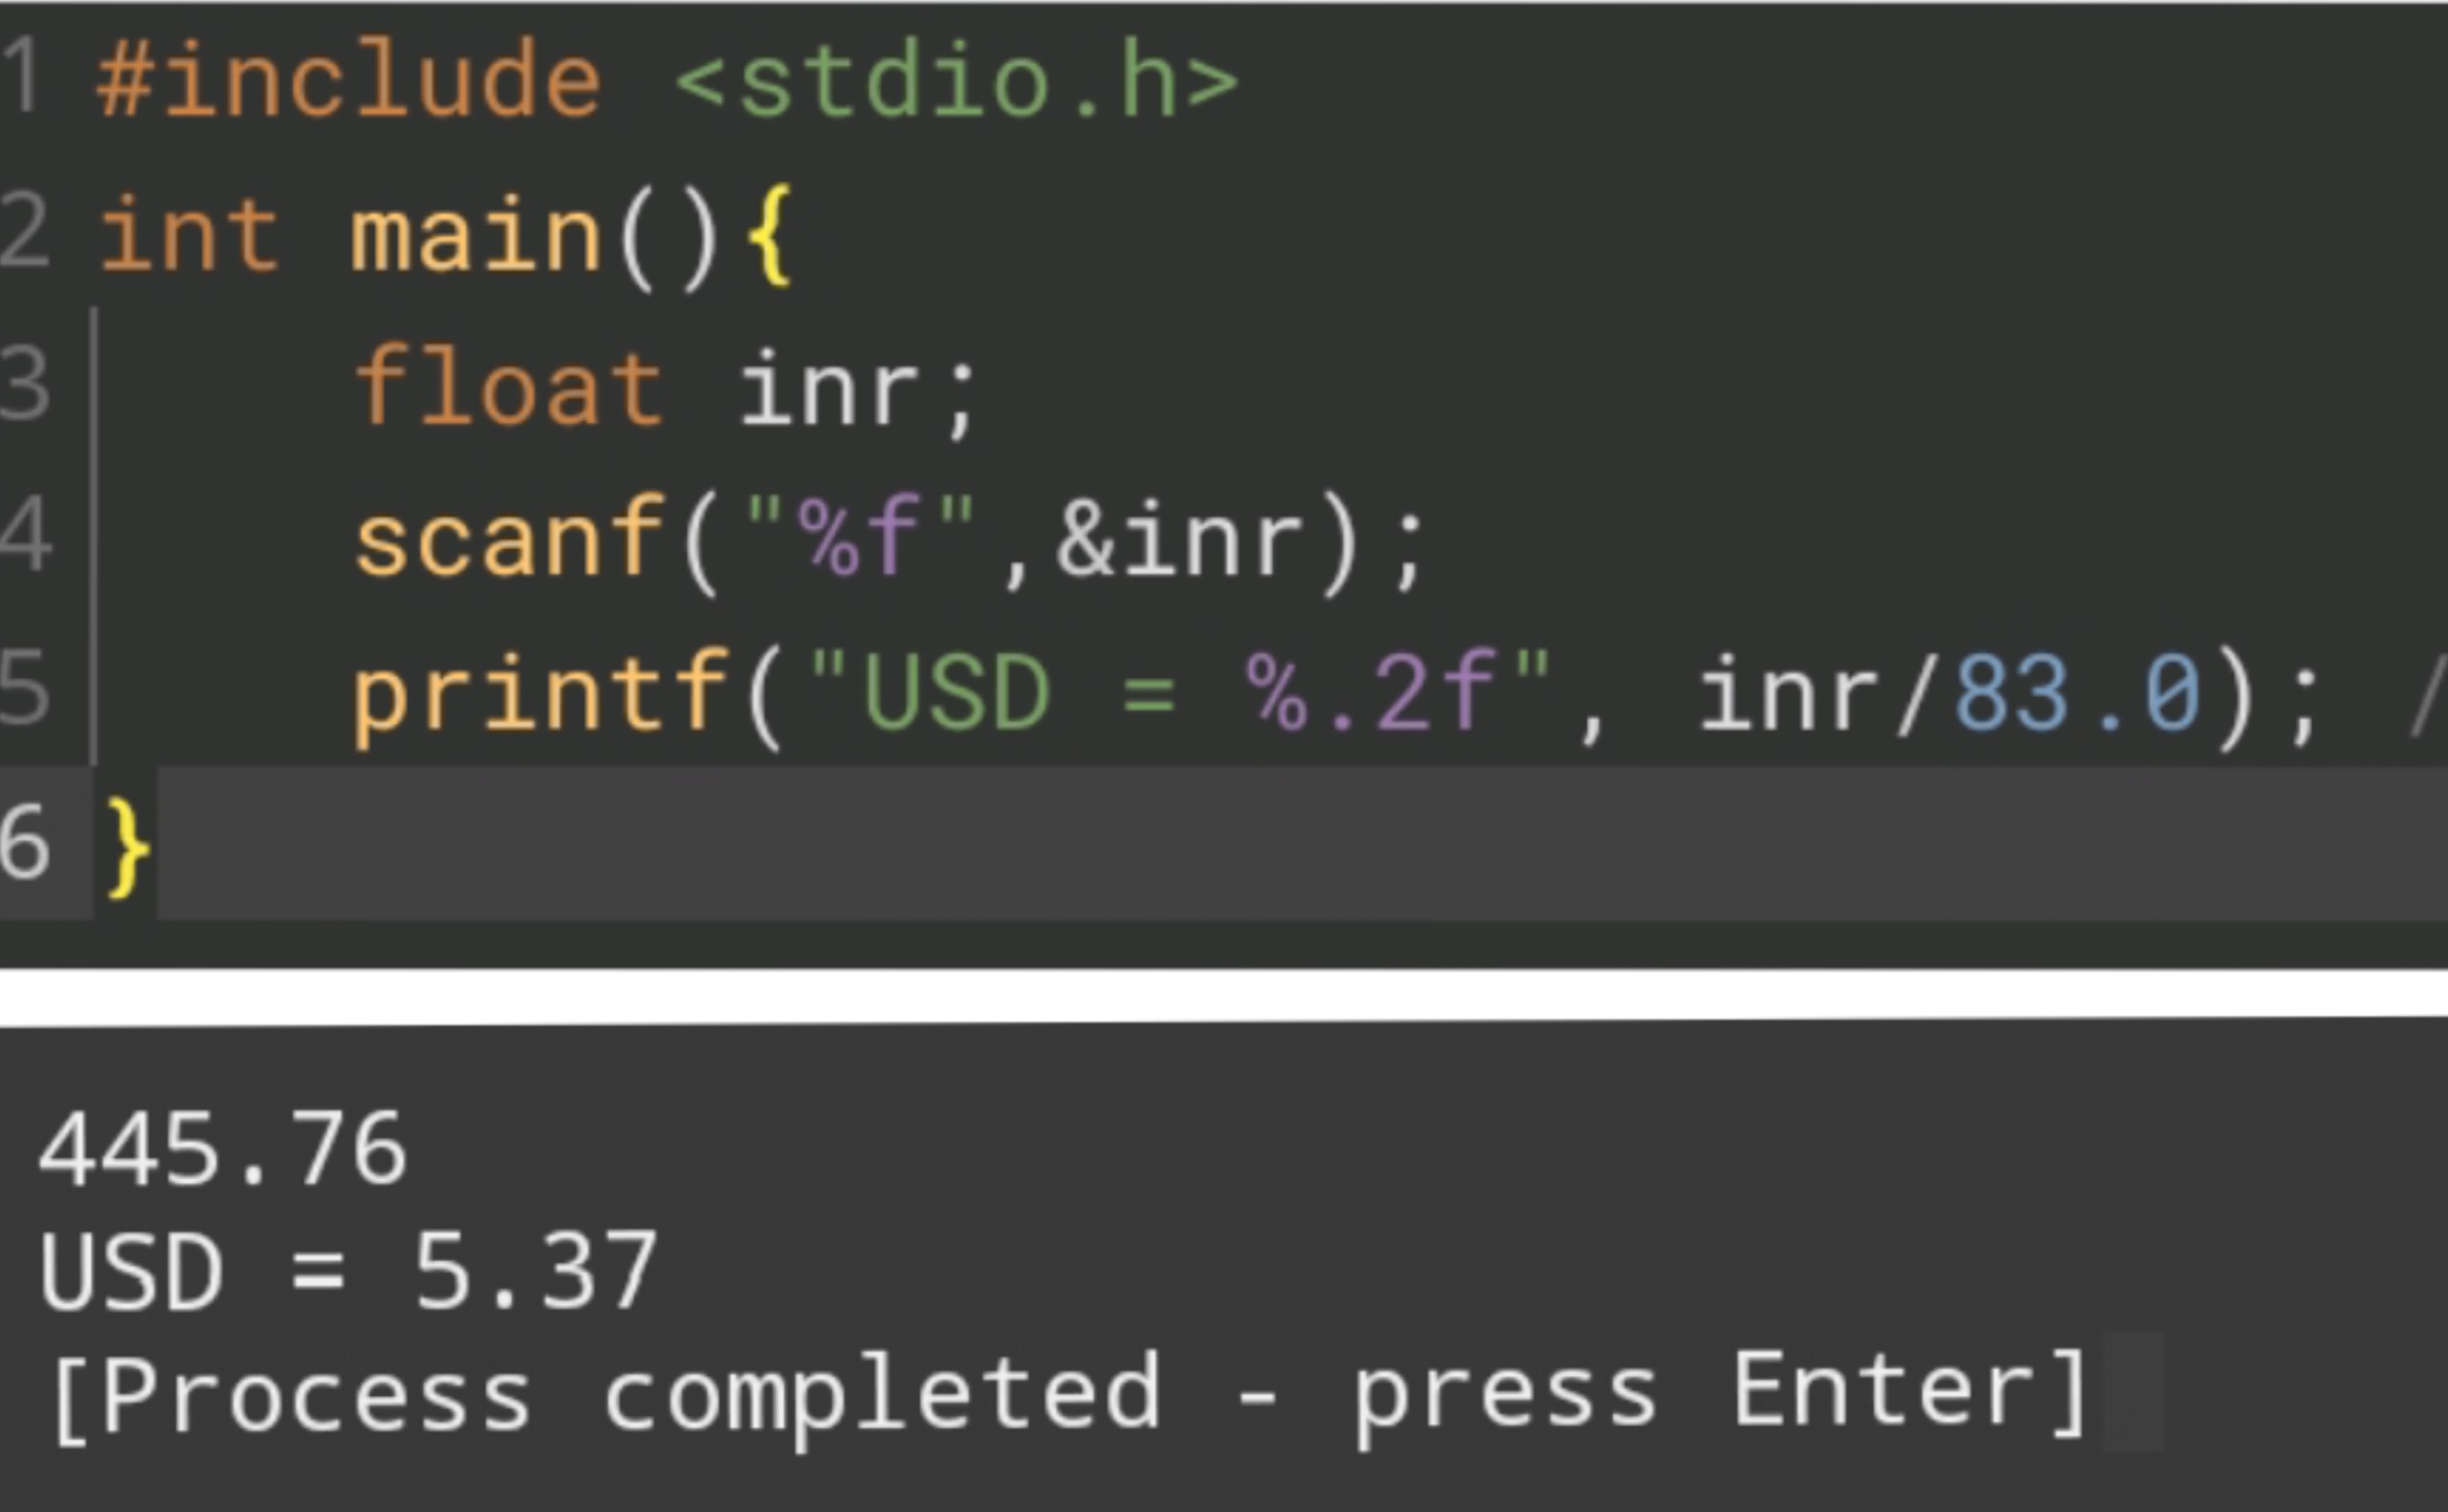 1 #include <stdio.h>
2 int main(){
3 float inr;
4 scanf("%f",&inr);
5 printf("USD = %.2f", inr/83.0); /
6 }
445.76
USD = 5.37
[Process completed - press Enter]